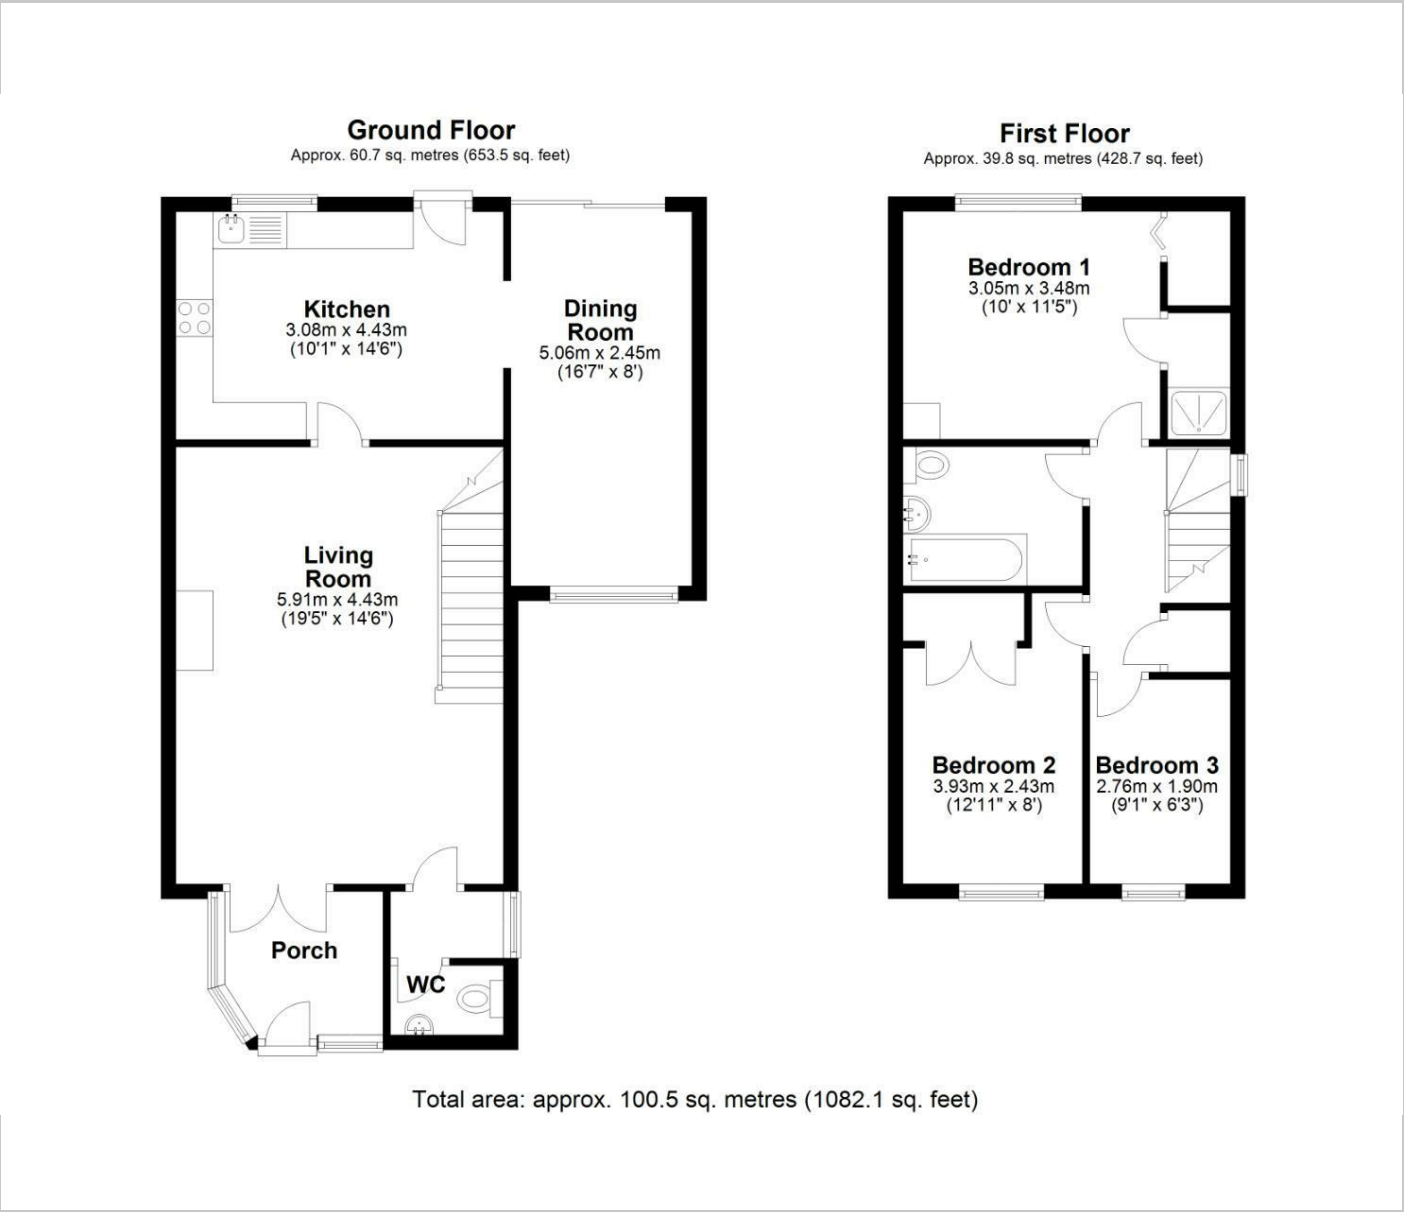 Ground Floor
Approx. 60.7 sq. metres (653.5 sq. feet)
Kitchen
3.08m x 4.43m
(10'1" x 14'6")
Dining
Room
5.06m x 2.45m
(16'7" x 8')
Living
Room
5.91m x 4.43m
(19'5" x 14'6")
Porch
WC
First Floor
Approx. 39.8 sq. metres (428.7 sq. feet)
Bedroom 1
3.05m x 3.48m
(10' x 11'5")
Bedroom 2
3.93m x 2.43m
(12'11" x 8')
Bedroom 3
2.76m x 1.90m
(9'1" x 6'3")
Total area: approx. 100.5 sq. metres (1082.1 sq. feet)